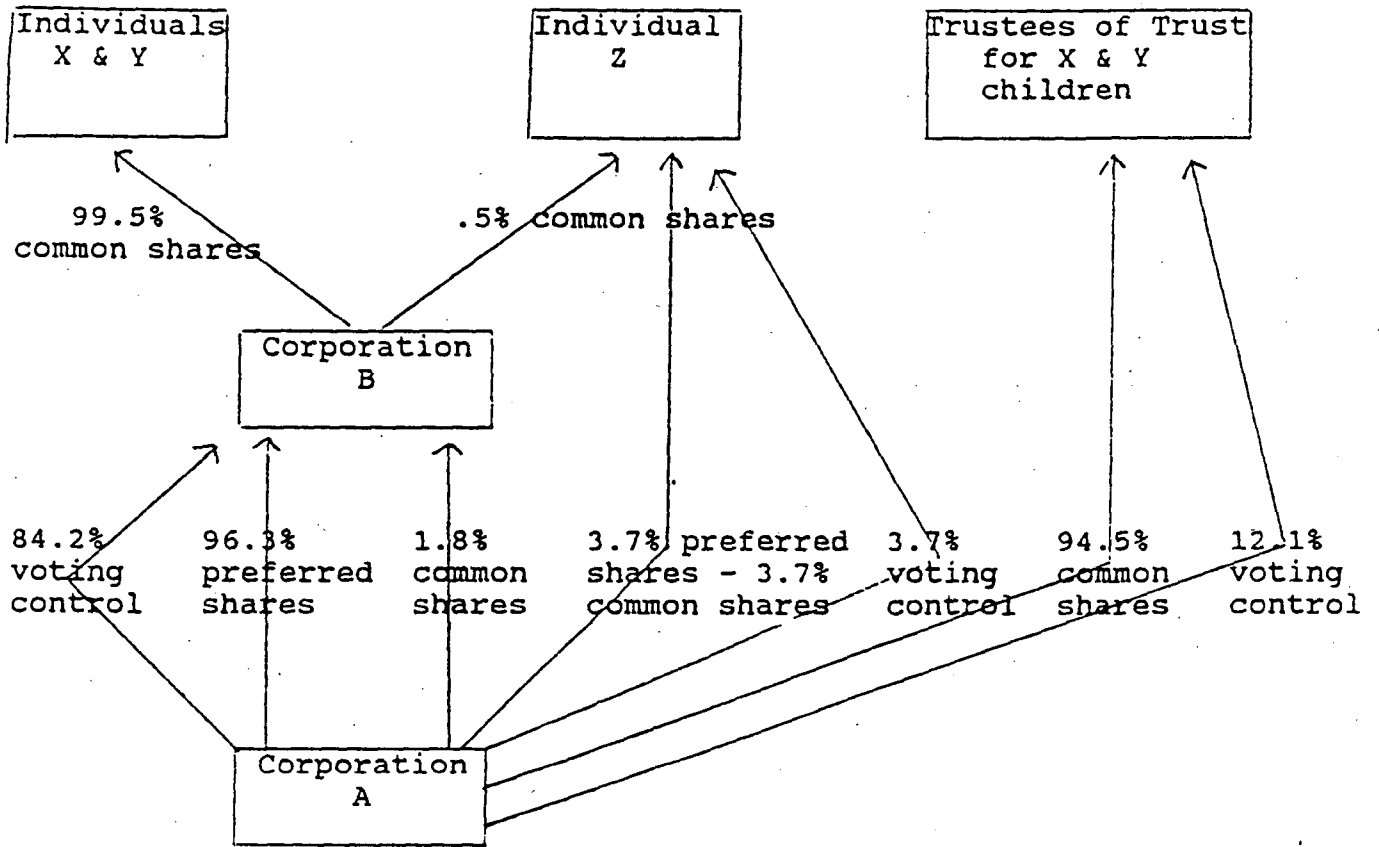 Individuals
X & Y
Individual
Z
Trustees of Trust
for X & Y
children
99.5%
common shares
.5% common shares
Corporation
B
84.2%
voting
control
96.3%
preferred
shares
1.8%
common
shares
3.7% preferred
shares - 3.7%
common shares
3.7%
voting
control
94.5%
common
shares
12.1%
voting
control
Corporation
A